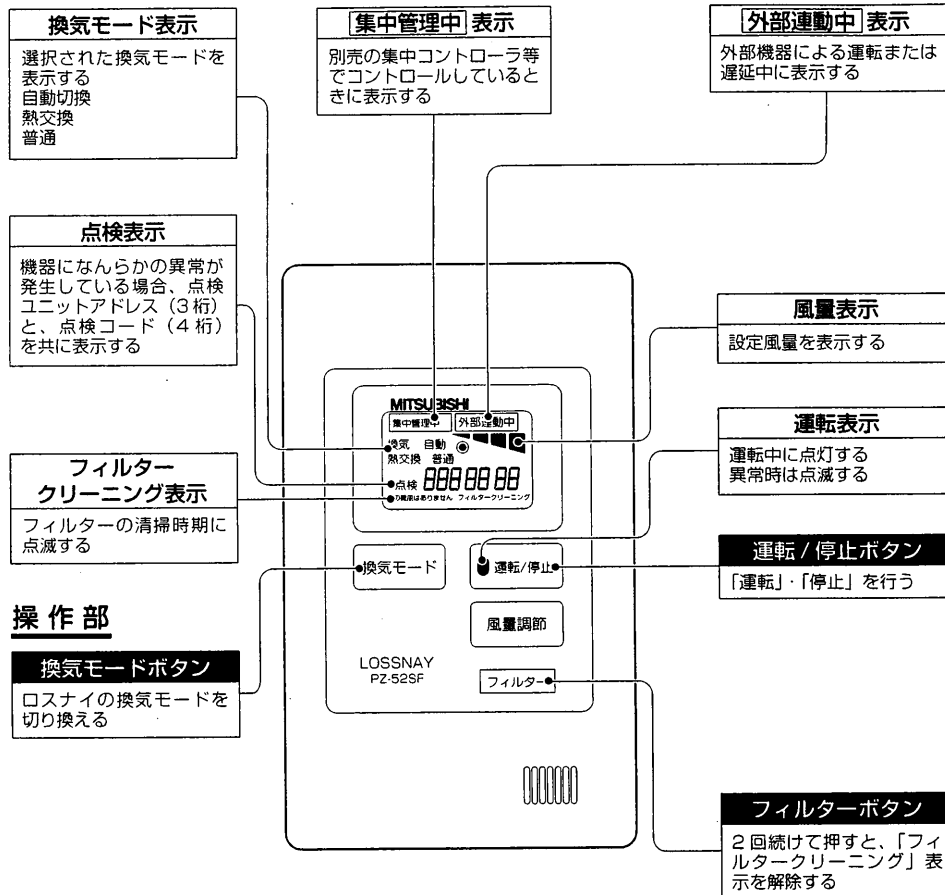 換気モード表示
選択された換気モードを
表示する
自動切換
熱交換
普通
集中管理中 表示
別売の集中コントローラ等
でコントロールしていると
きに表示する
外部連動中 表示
外部機器による運転または
遅延中に表示する
点検表示
機器になんらかの異常が
発生している場合、点検
ユニットアドレス（3桁）
と、点検コード（4桁）
を共に表示する
フィルター
クリーニング表示
フィルターの清掃時期に
点滅する
風量表示
設定風量を表示する
運転表示
運転中に点灯する
異常時は点滅する
運転/停止ボタン
「運転」・「停止」を行う
MITSUBISHI
集中管理中 外部連動中
換気 自動
熱交換 普通
点検 888 88 88
の機能はありません フィルタークリーニング
換気モード
運転/停止
風量調節
LOSSNAY
PZ-52SF
フィルター
操作部
換気モードボタン
ロスナイの換気モードを
切り換える
フィルターボタン
2回続けて押すと、「フィ
ルタークリーニング」表
示を解除する